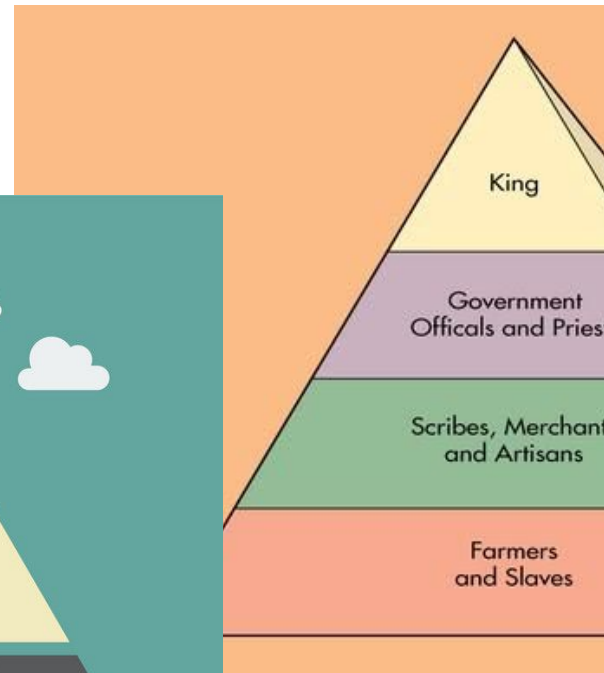 King
Government
Officals and Pries
Scribes, Merchant
and Artisans
Farmers
and Slaves